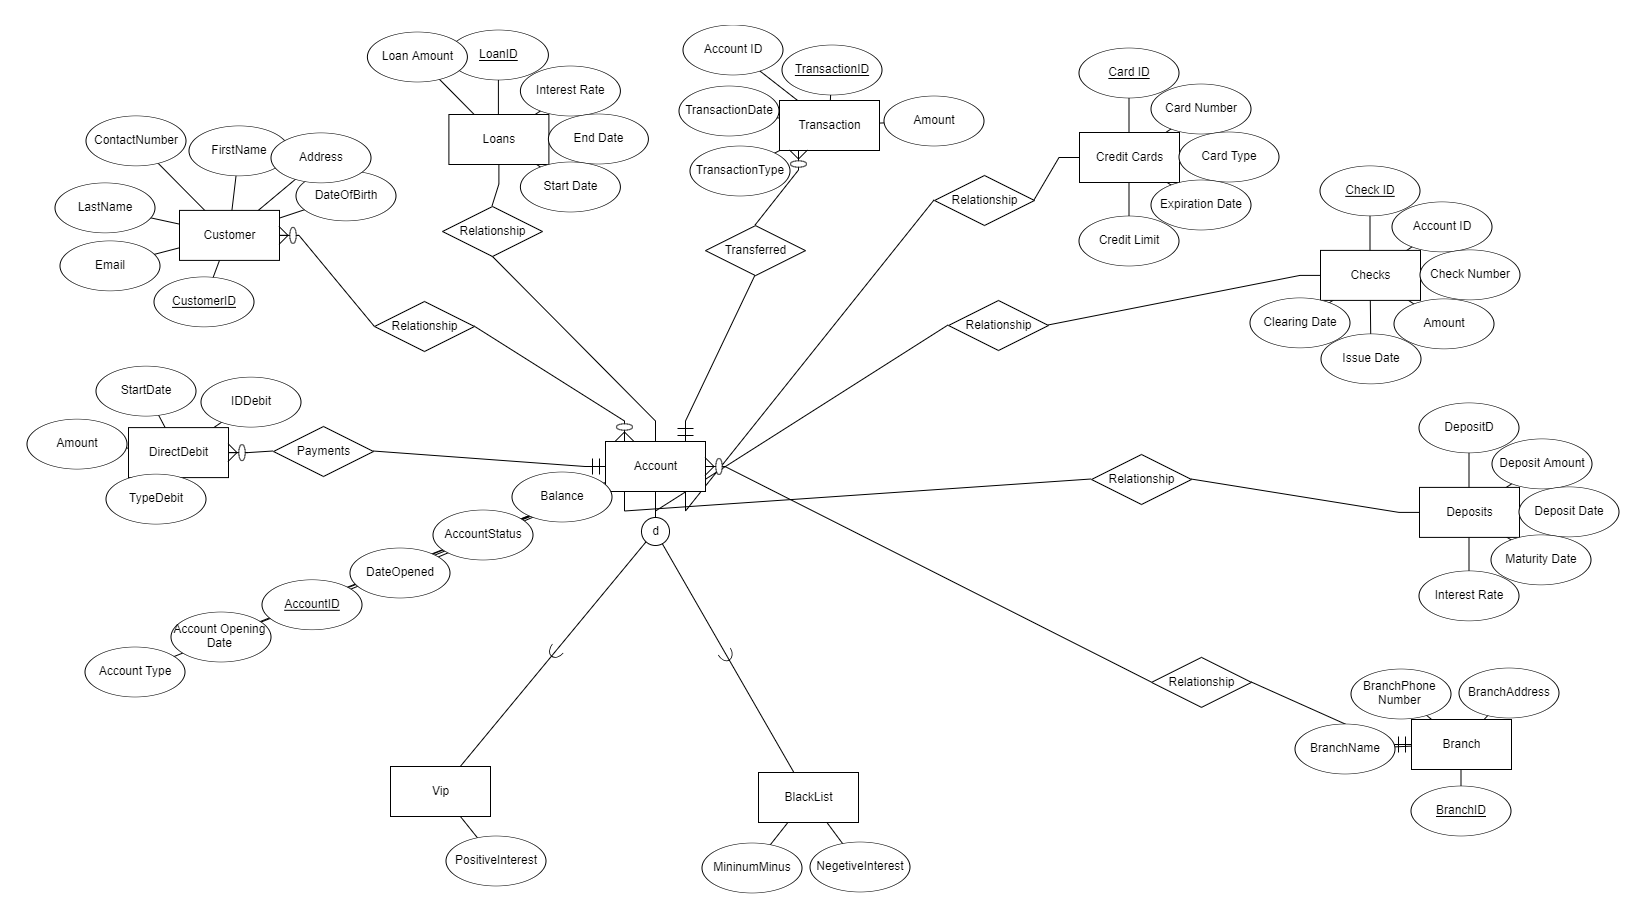 Loan Amount
LoanID
Interest Rate
Loans
End Date
Start Date
Relationship
Account ID
TransactionID
TransactionDate
Transaction
Amount
TransactionType
Transferred
Card ID
Card Number
Credit Cards
Card Type
Expiration Date
Credit Limit
Relationship
ContactNumber
FirstName
Address
DateOfBirth
LastName
Customer
Email
CustomerID
Relationship
Check ID
Account ID
Checks
Check Number
Clearing Date
Amount
Issue Date
Relationship
StartDate
IDDebit
Amount
DirectDebit
TypeDebit
Payments
Account
Balance
AccountStatus
DateOpened
AccountID
Account Opening
Date
Account Type
d
DepositD
Deposit Amount
Deposits
Deposit Date
Maturity Date
Interest Rate
Relationship
Relationship
BranchPhone
Number
BranchAddress
BranchName
Branch
BranchID
Vip
PositiveInterest
BlackList
MininumMinus
NegetiveInterest